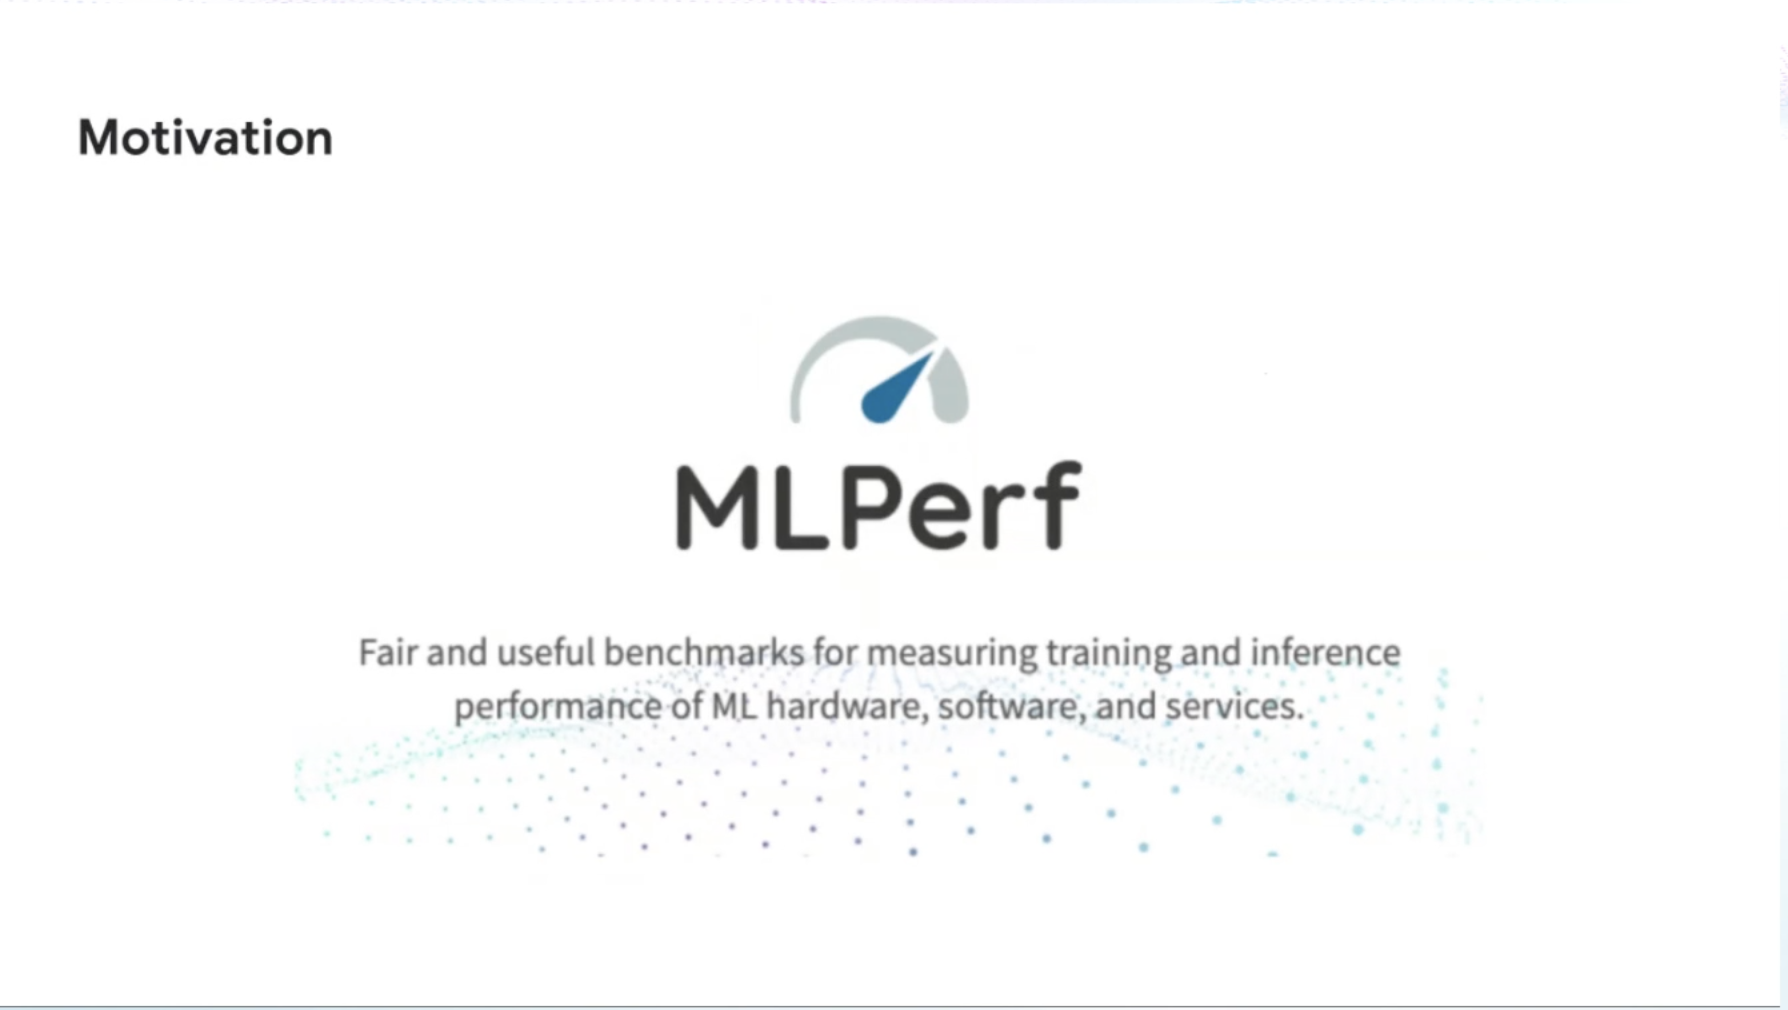 Motivation
MLPerf
Fair and useful benchmarks for measuring training and inference
performance of ML hardware, software, and services.